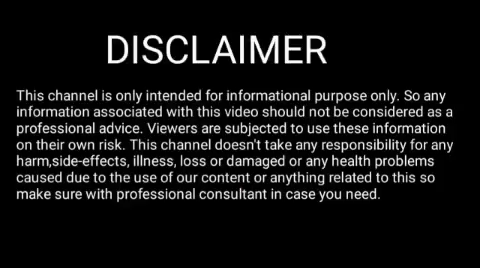 DISCLAIMER
This channel is only intended for informational purpose only. So any
information associated with this video should not be considered as a
professional advice. Viewers are subjected to use these information
on their own risk. This channel doesn't take any responsibility for any
harm,side-effects, illness, loss or damaged or any health problems
caused due to the use of our content or anything related to this so
make sure with professional consultant in case you need.